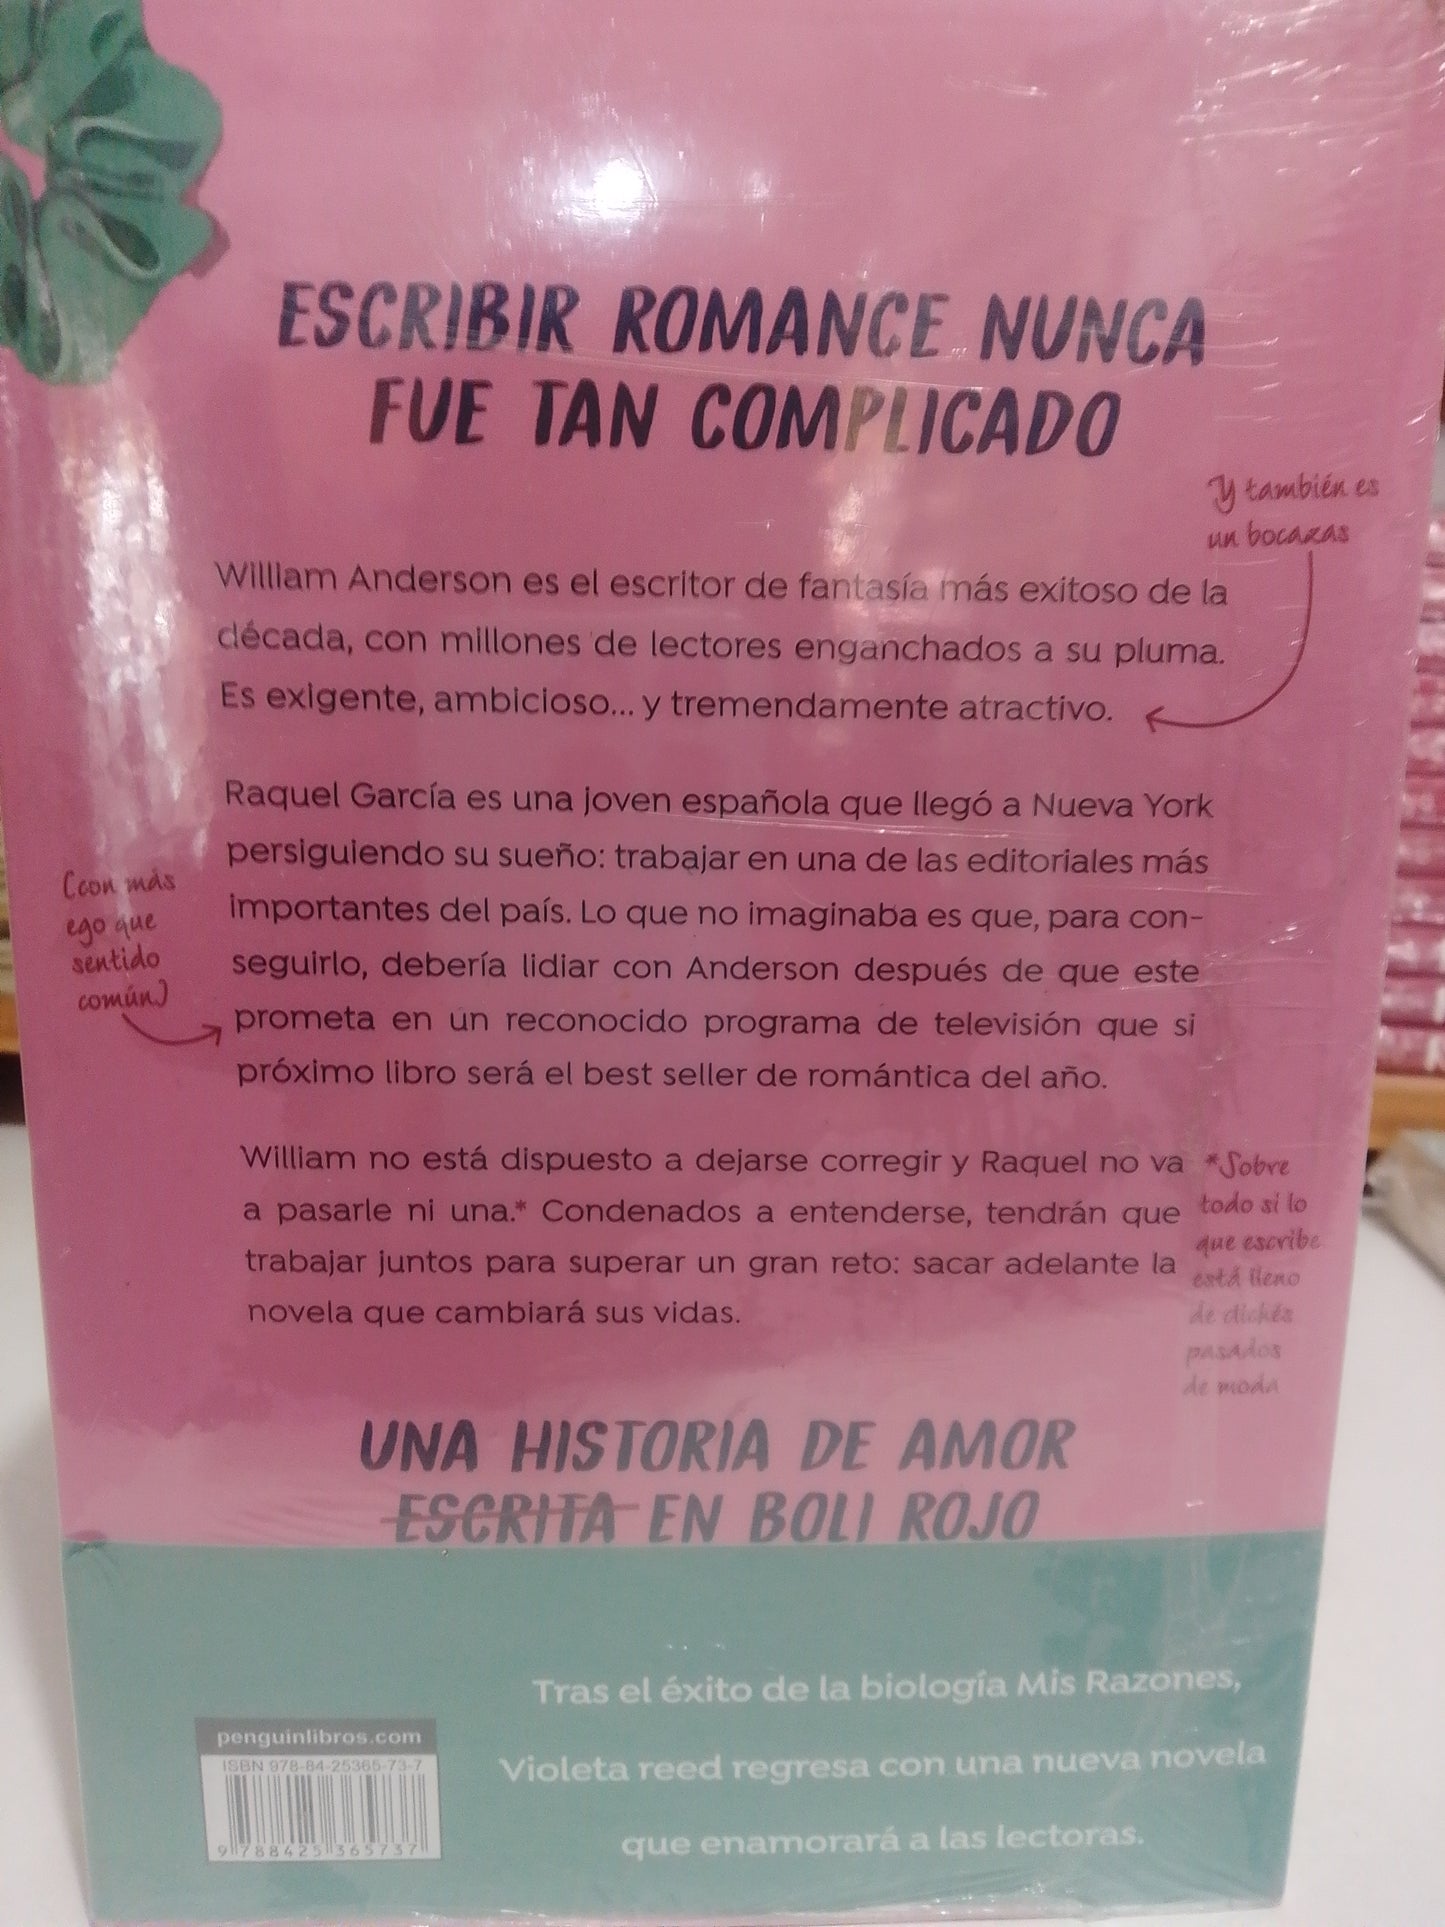 ESCRIBIR ROMANCE NUNCA
FUE TAN COMPLICADO
Y también es
un bocazas
William Anderson es el escritor de fantasía más exitoso de la
década, con millones de lectores enganchados a su pluma.
Es exigente, ambicioso... y tremendamente atractivo.
Raquel García es una joven española que llegó a Nueva York
persiguiendo su sueño: trabajar en una de las editoriales más
importantes del país. Lo que no imaginaba es que, para con-
seguirlo, debería lidiar con Anderson después de que este
prometa en un reconocido programa de televisión que si
próximo libro será el best seller de romántica del año.
(con más
ego que
sentido
común)
William no está dispuesto a dejarse corregir y Raquel no va
a pasarle ni una.* Condenados a entenderse, tendrán que
trabajar juntos para superar un gran reto: sacar adelante la
novela que cambiará sus vidas.
*Sobre
todo si lo
que escribe
está lleno
de clichés
pasados
de moda
UNA HISTORIA DE AMOR
ESCRITA EN BOLI ROJO
Tras el éxito de la biología Mis Razones,
Violeta reed regresa con una nueva novela
que enamorará a las lectoras.
penguinlibros.com
ISBN 978-84-25365-73-7
9 788425 365737